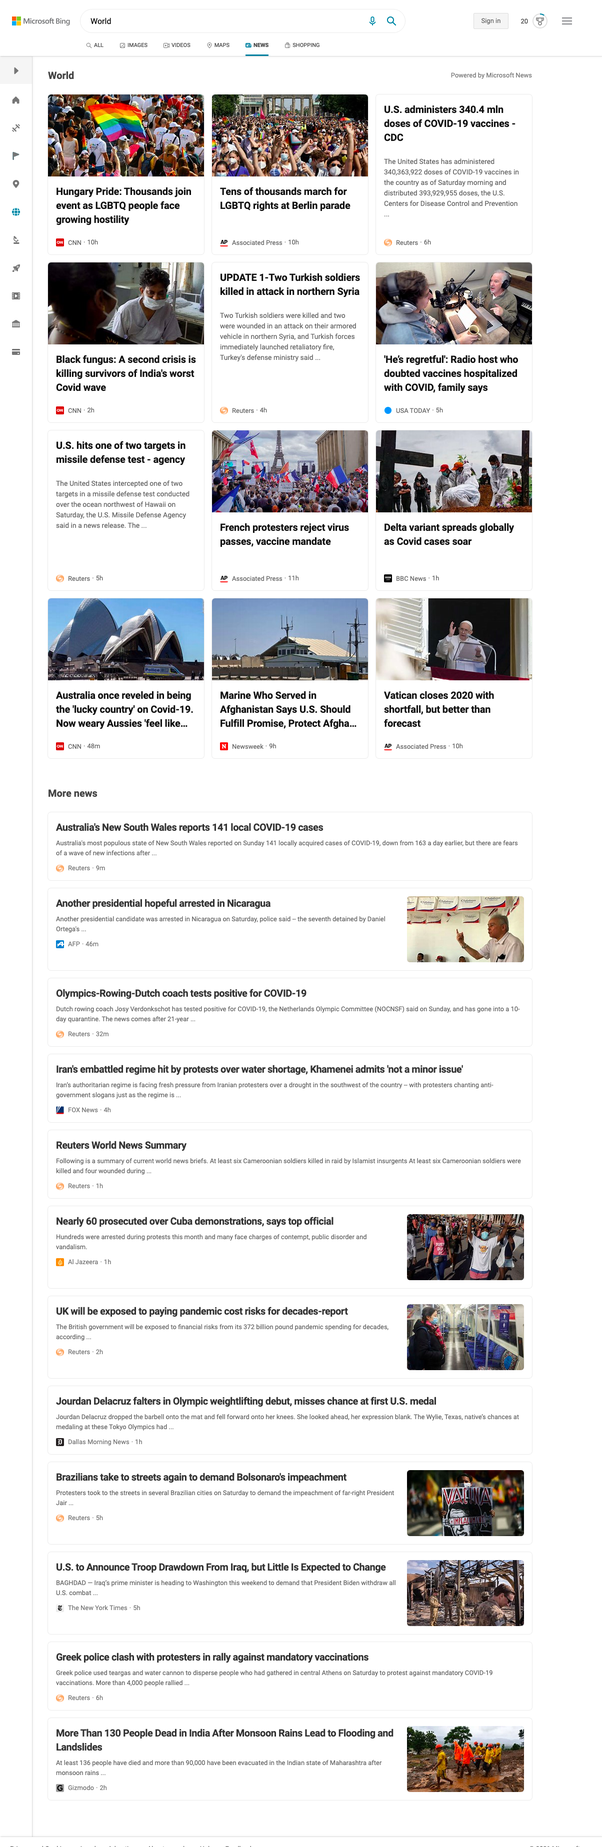 Microsoft Bing
World
Sign in
20
ALL
IMAGES
VIDEOS
MAPS
NEWS
SHOPPING
World
Powered by Microsoft News
Hungary Pride: Thousands join
event as LGBTQ people face
growing hostility
CNN · 10h
Tens of thousands march for
LGBTQ rights at Berlin parade
AP Associated Press · 10h
U.S. administers 340.4 mln
doses of COVID-19 vaccines -
CDC
The United States has administered
340,363,922 doses of COVID-19 vaccines in
the country as of Saturday morning and
distributed 393,929,955 doses, the U.S.
Centers for Disease Control and Prevention
...
Reuters · 6h
Black fungus: A second crisis is
killing survivors of India's worst
Covid wave
CNN · 2h
UPDATE 1-Two Turkish soldiers
killed in attack in northern Syria
Two Turkish soldiers were killed and two
were wounded in an attack on their armored
vehicle in northern Syria, and Turkish forces
immediately launched retaliatory fire,
Turkey's defense ministry said ...
Reuters · 4h
'He's regretful': Radio host who
doubted vaccines hospitalized
with COVID, family says
USA TODAY · 5h
U.S. hits one of two targets in
missile defense test - agency
The United States intercepted one of two
targets in a missile defense test conducted
over the ocean northwest of Hawaii on
Saturday, the U.S. Missile Defense Agency
said in a news release. The ...
Reuters · 5h
French protesters reject virus
passes, vaccine mandate
AP Associated Press · 11h
Delta variant spreads globally
as Covid cases soar
BBC News · 1h
Australia once reveled in being
the 'lucky country' on Covid-19.
Now weary Aussies 'feel like...
CNN · 48m
Marine Who Served in
Afghanistan Says U.S. Should
Fulfill Promise, Protect Afgha...
N Newsweek · 9h
Vatican closes 2020 with
shortfall, but better than
forecast
AP Associated Press · 10h
More news
Australia's New South Wales reports 141 local COVID-19 cases
Australia's most populous state of New South Wales reported on Sunday 141 locally acquired cases of COVID-19, down from 163 a day earlier, but there are fears
of a wave of new infections after ...
Reuters · 9m
Another presidential hopeful arrested in Nicaragua
Another presidential candidate was arrested in Nicaragua on Saturday, police said -- the seventh detained by Daniel
Ortega's ...
AFP · 46m
Olympics-Rowing-Dutch coach tests positive for COVID-19
Dutch rowing coach Josy Verdonkschot has tested positive for COVID-19, the Netherlands Olympic Committee (NOCNSF) said on Sunday, and has gone into a 10-
day quarantine. The news comes after 21-year ...
Reuters · 32m
Iran's embattled regime hit by protests over water shortage, Khamenei admits 'not a minor issue'
Iran's authoritarian regime is facing fresh pressure from Iranian protesters over a drought in the southwest of the country -- with protesters chanting anti-
government slogans just as the regime is ...
FOX News · 4h
Reuters World News Summary
Following is a summary of current world news briefs. At least six Cameroonian soldiers killed in raid by Islamist insurgents At least six Cameroonian soldiers were
killed and four wounded during ...
Reuters · 1h
Nearly 60 prosecuted over Cuba demonstrations, says top official
Hundreds were arrested during protests this month and many face charges of contempt, public disorder and
vandalism.
Al Jazeera · 1h
UK will be exposed to paying pandemic cost risks for decades-report
The British government will be exposed to financial risks from its 372 billion pound pandemic spending for decades,
according ...
Reuters · 2h
Jourdan Delacruz falters in Olympic weightlifting debut, misses chance at first U.S. medal
Jourdan Delacruz dropped the barbell onto the mat and fell forward onto her knees. She looked ahead, her expression blank. The Wylie, Texas, native's chances at
medaling at these Tokyo Olympics had ...
D Dallas Morning News · 1h
Brazilians take to streets again to demand Bolsonaro's impeachment
Protesters took to the streets in several Brazilian cities on Saturday to demand the impeachment of far-right President
Jair ...
Reuters · 5h
U.S. to Announce Troop Drawdown From Iraq, but Little Is Expected to Change
BAGHDAD — Iraq's prime minister is heading to Washington this weekend to demand that President Biden withdraw all
U.S. combat ...
The New York Times · 5h
Greek police clash with protesters in rally against mandatory vaccinations
Greek police used teargas and water cannon to disperse people who had gathered in central Athens on Saturday to protest against mandatory COVID-19
vaccinations. More than 4,000 people rallied ...
Reuters · 6h
More Than 130 People Dead in India After Monsoon Rains Lead to Flooding and
Landslides
At least 136 people have died and more than 90,000 have been evacuated in the Indian state of Maharashtra after
monsoon rains ...
G Gizmodo · 2h